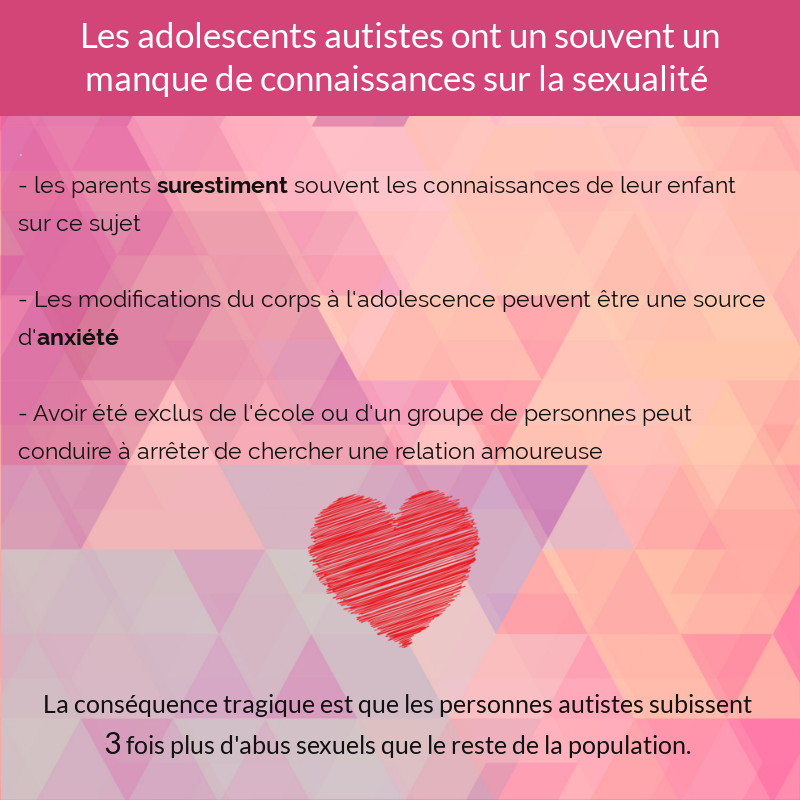 Les adolescents autistes ont un souvent un
manque de connaissances sur la sexualité
- les parents surestiment souvent les connaissances de leur enfant
sur ce sujet
- Les modifications du corps à l'adolescence peuvent être une source
d'anxiété
- Avoir été exclus de l'école ou d'un groupe de personnes peut
conduire à arrêter de chercher une relation amoureuse
La conséquence tragique est que les personnes autistes subissent
3 fois plus d'abus sexuels que le reste de la population.